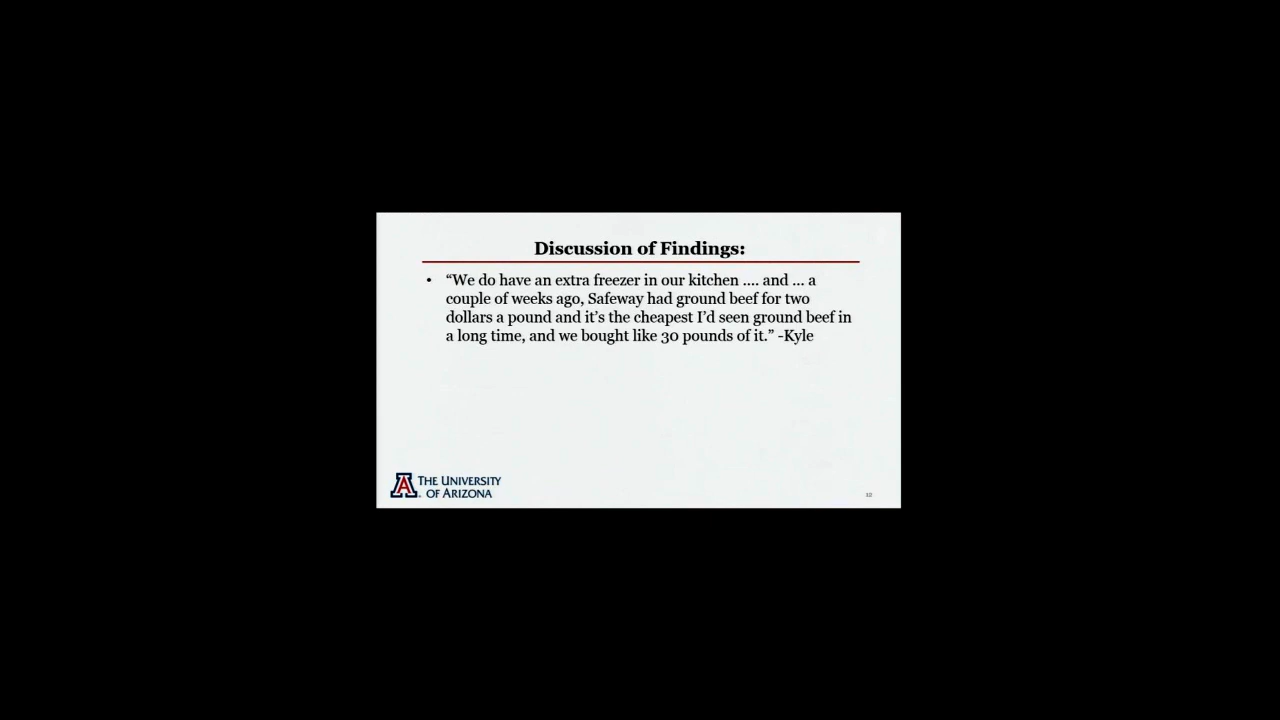 Discussion of Findings:
• “We do have an extra freezer in our kitchen .... and ... a
couple of weeks ago, Safeway had ground beef for two
dollars a pound and it’s the cheapest I’d seen ground beef in
a long time, and we bought like 30 pounds of it.” -Kyle
A THE UNIVERSITY
OF ARIZONA
12